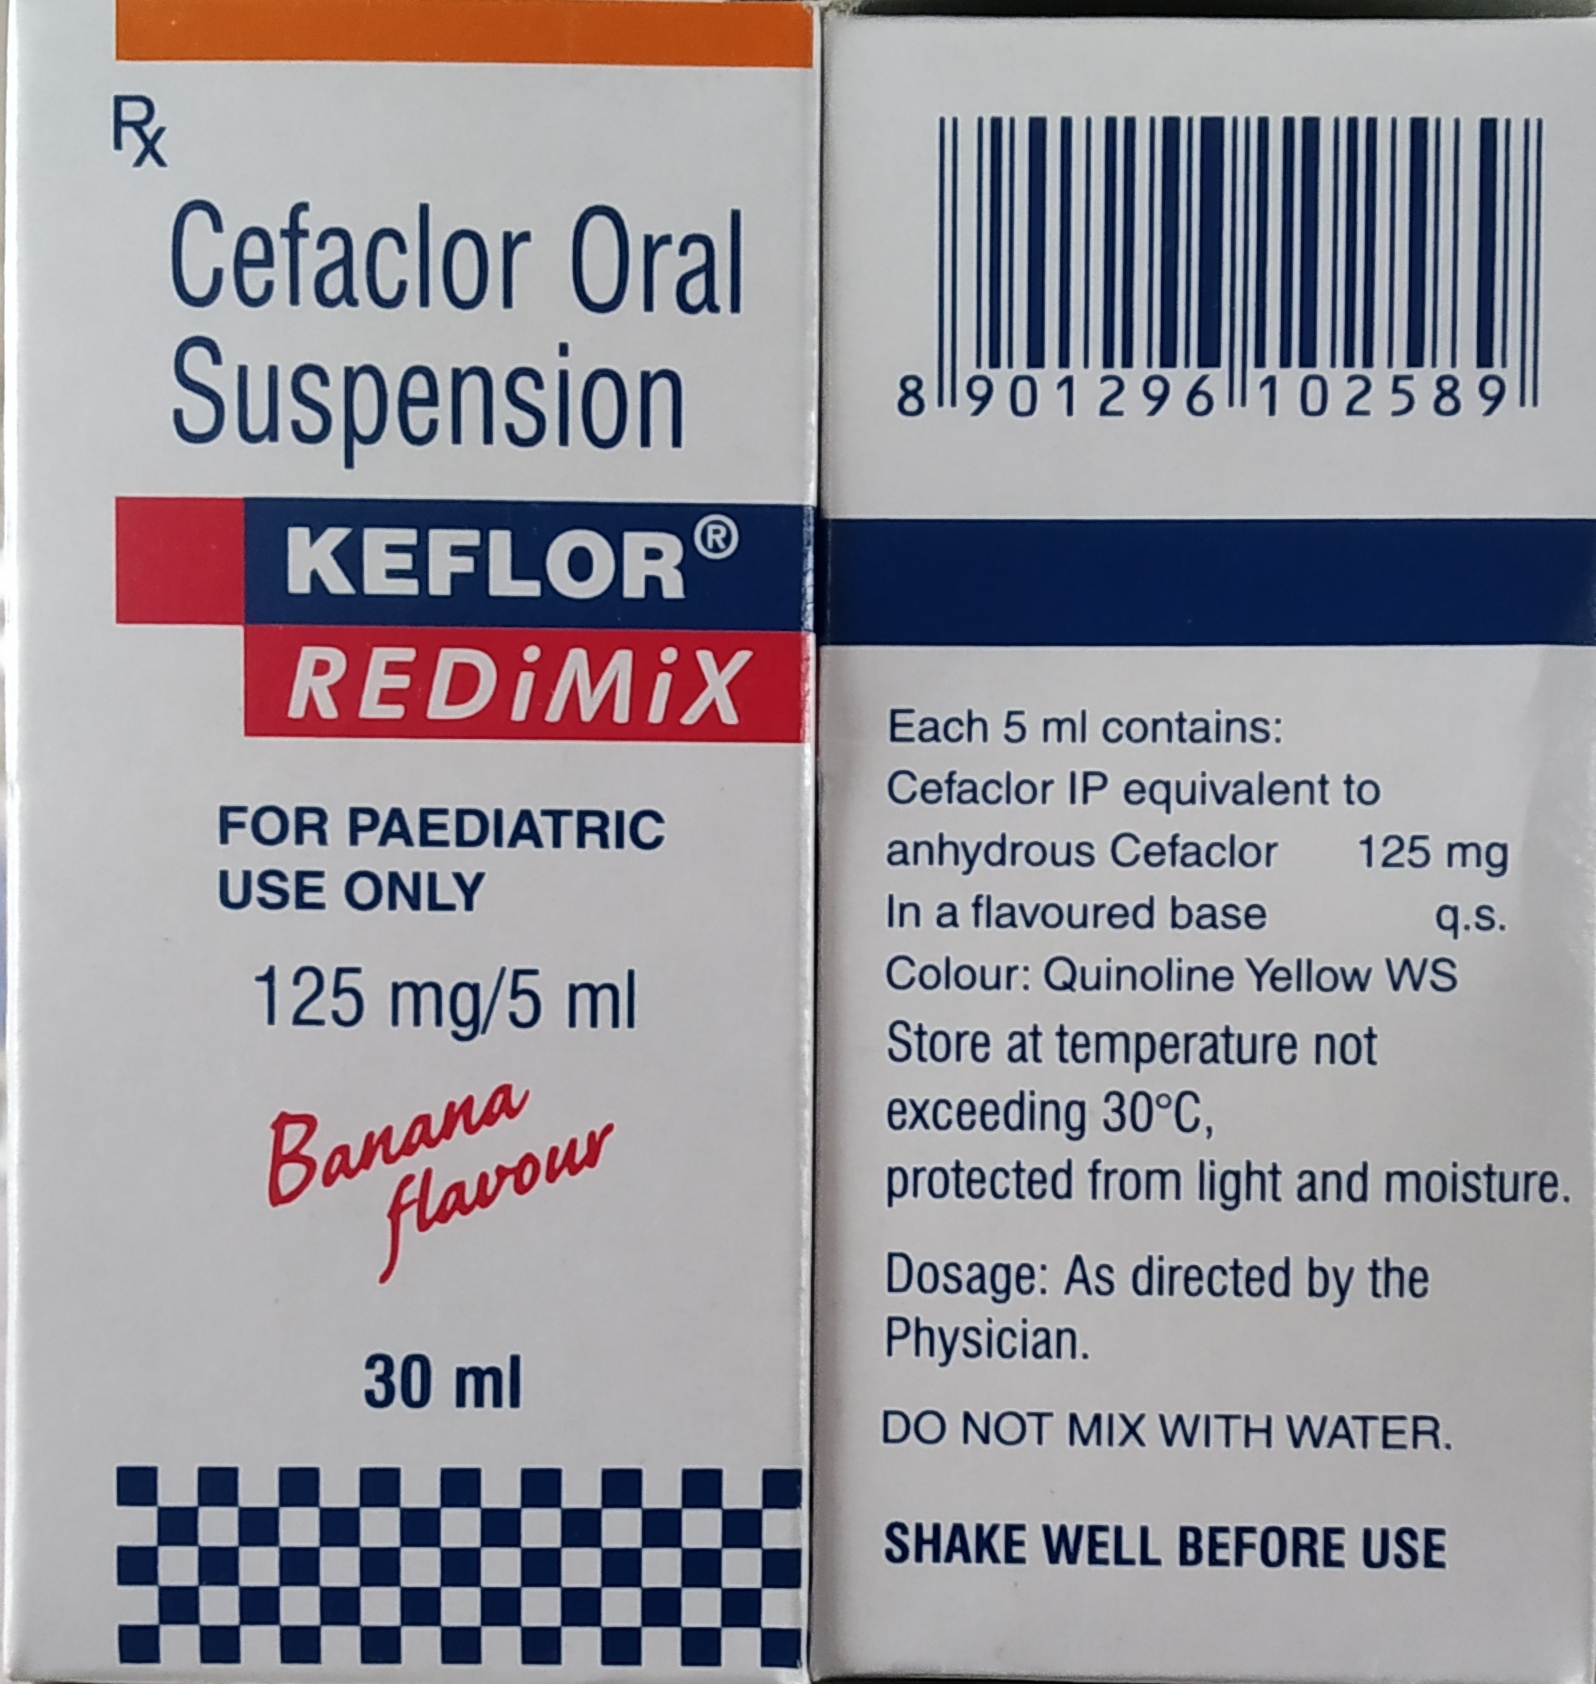 Rx
Cefaclor Oral
Suspension
KEFLOR®
REDiMiX
FOR PAEDIATRIC
USE ONLY
125 mg/5 ml
Banana
flavour
30 ml
8 901296 102589
Each 5 ml contains:
Cefaclor IP equivalent to
anhydrous Cefaclor 125 mg
In a flavoured base q.s.
Colour: Quinoline Yellow WS
Store at temperature not
exceeding 30°C,
protected from light and moisture.
Dosage: As directed by the
Physician.
DO NOT MIX WITH WATER.
SHAKE WELL BEFORE USE